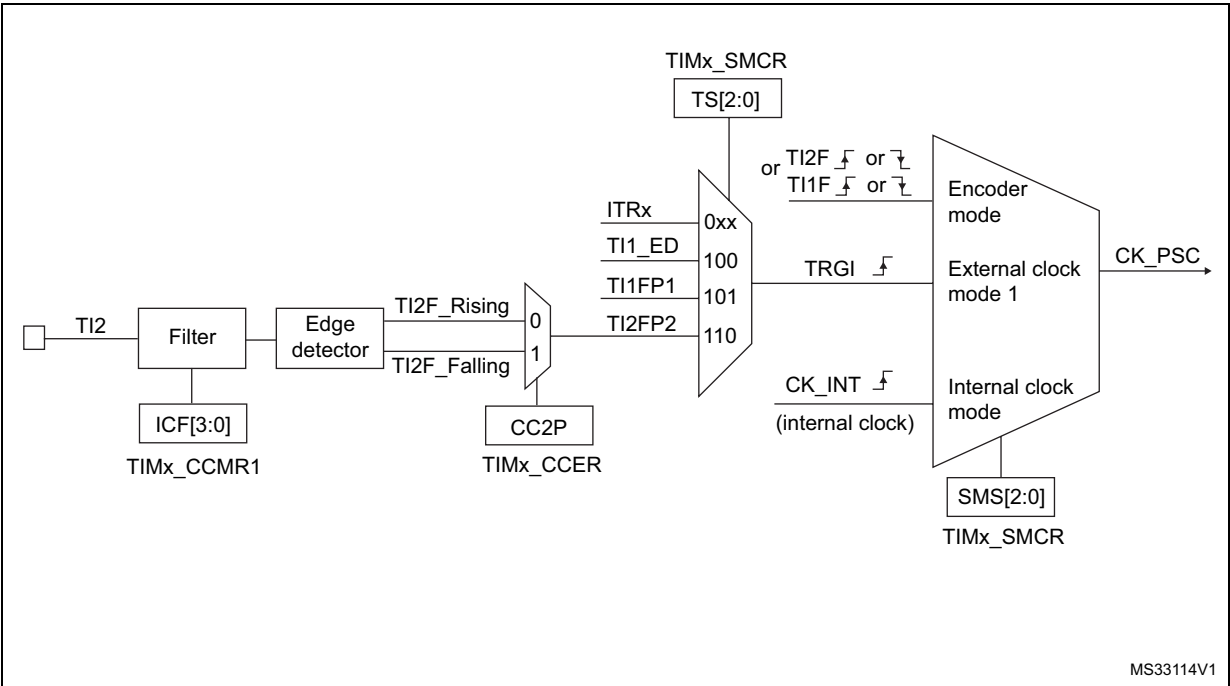 TIMx_SMCR
TS[2:0]
or TI2F or
TI1F or
Encoder
mode
ITRx
0xx
TI1_ED
100
TRGI
External clock
mode 1
CK_PSC
TI1FP1
101
TI2FP2
110
TI2
Filter
Edge
detector
TI2F_Rising
0
TI2F_Falling
1
CK_INT
(internal clock)
Internal clock
mode
ICF[3:0]
TIMx_CCMR1
CC2P
TIMx_CCER
SMS[2:0]
TIMx_SMCR
MS33114V1